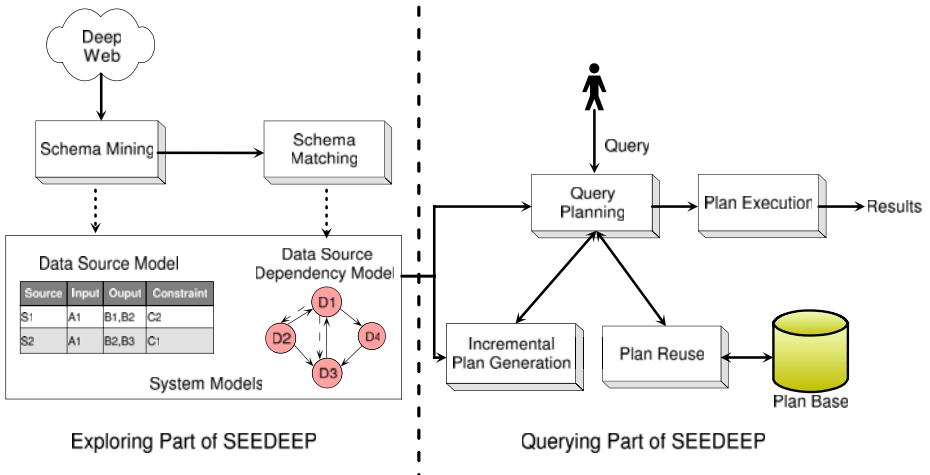 Deep
Web
Schema Mining
Schema
Matching
Data Source Model
Source Input Ouput Constraint
S1 A1 B1,B2 C2
S2 A1 B2,B3 C1
Data Source
Dependency Model
D1
D2
D4
D3
System Models
Exploring Part of SEEDEEP
Query
Query
Planning
Plan Execution
Results
Incremental
Plan Generation
Plan Reuse
Plan Base
Querying Part of SEEDEEP